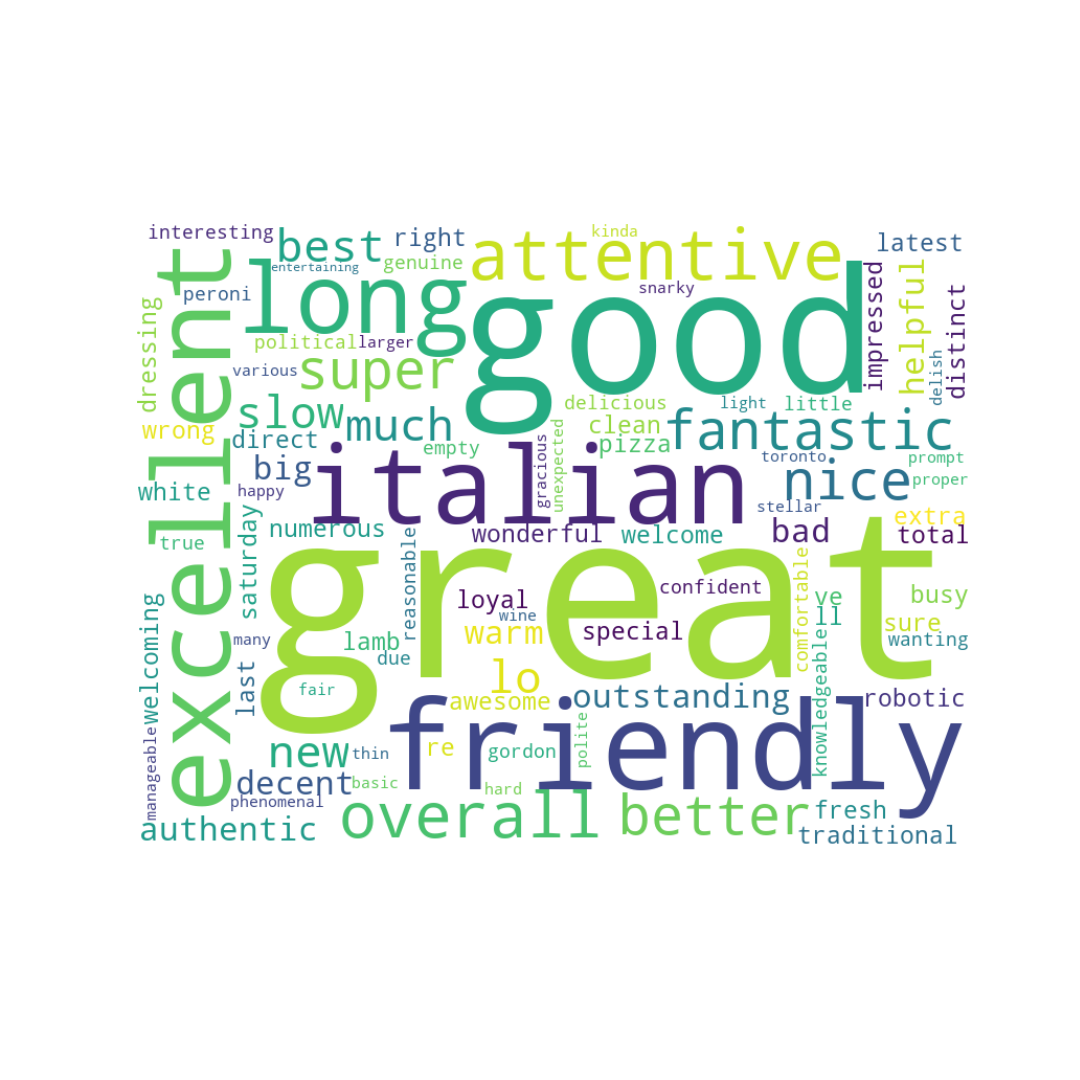 interesting
best
right
attentive
kinda
latest
entertaining
genuine
snarky
peroni
long
good
excellent
dressing
political
larger
impressed
helpful
distinct
various
super
delish
slow
much
delicious
light
little
wrong
direct
empty
clean
pizza
fantastic
toronto
prompt
big
italian
gracious
unexpected
nice
proper
white
happy
stellar
saturday
numerous
wonderful
welcome
bad
extra
total
true
great
reasonable
comfortable
confident
welcoming
loyal
wine
special
warm
ve
ll
busy
sure
wanting
many
lamb
due
last
knowledgeable
fair
lo
awesome
outstanding
robotic
friendly
manageable
new
thin
re
gordon
polite
decent
basic
hard
phenomenal
authentic
overall
better
fresh
traditional